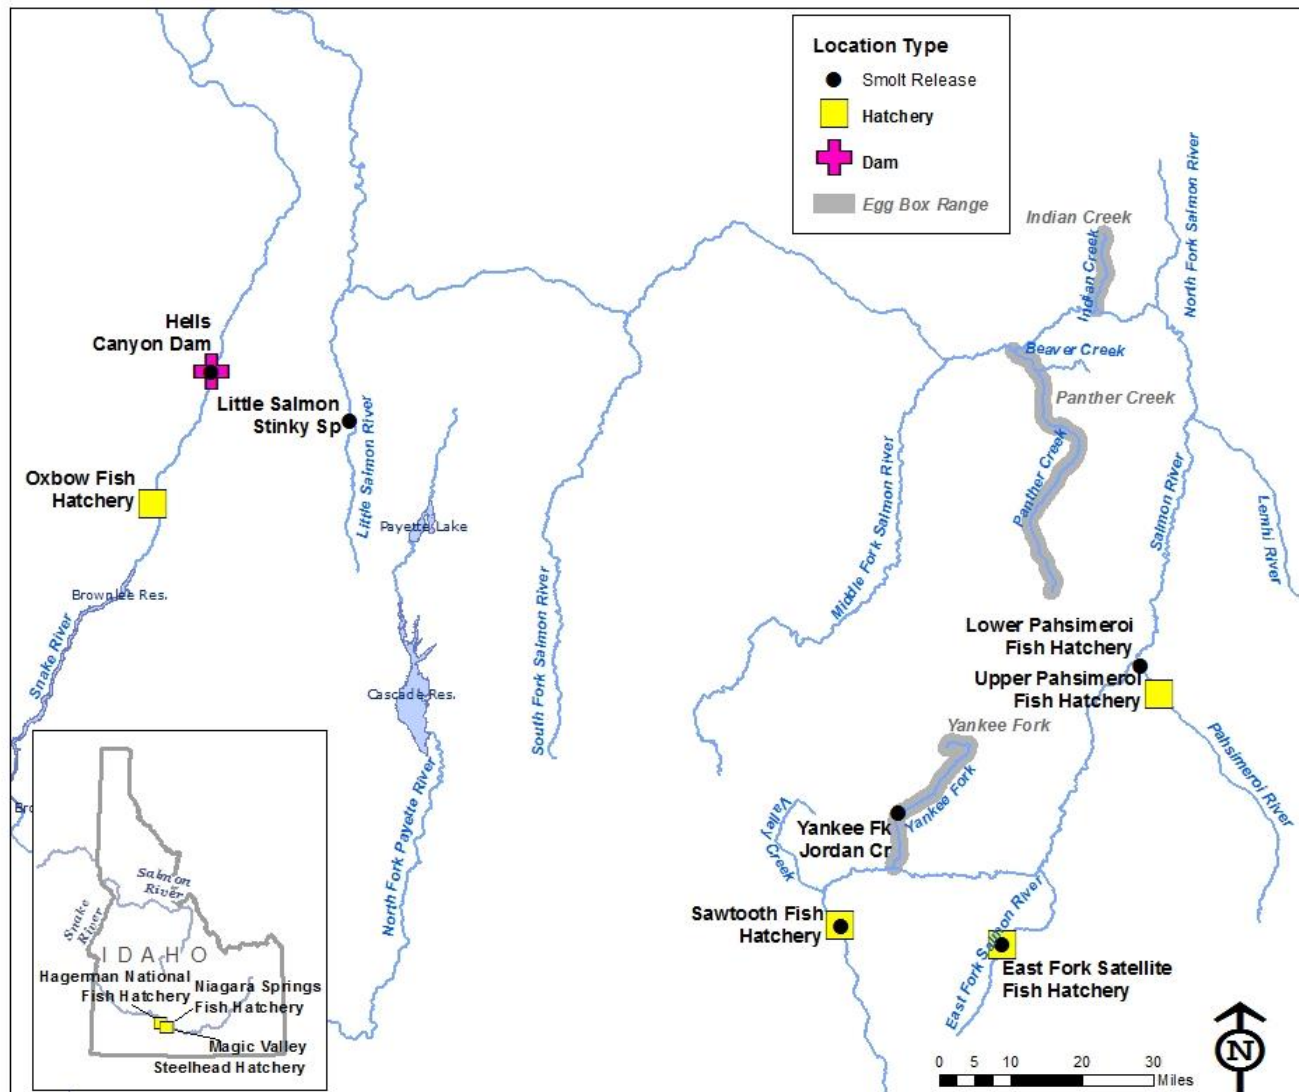 Location Type
Smolt Release
Hatchery
Dam
Egg Box Range
Indian Creek
Indian Creek
North Fork Salmon River
Hells
Canyon Dam
Beaver Creek
Panther Creek
Little Salmon
Stinky Sp
Little Salmon River
Oxbow Fish
Hatchery
Payette Lake
Middle Fork Salmon River
Panther Creek
Salmon River
Lemhi River
Brownlee Res.
Snake River
South Fork Salmon River
Cascade Res.
Lower Pahsimeroi
Fish Hatchery
Upper Pahsimeroi
Fish Hatchery
Yankee Fork
Yankee Fork
Pahsimeroi River
North Fork Payette River
Valley Creek
Yankee Fk
Jordan Cr
Sawtooth Fish
Hatchery
East Fork Salmon River
East Fork Satellite
Fish Hatchery
Bro
Salmon
River
Snake
River
IDAHO
Hagerman National
Fish Hatchery
Niagara Springs
Fish Hatchery
Magic Valley
Steelhead Hatchery
N
0 5 10 20 30
Miles